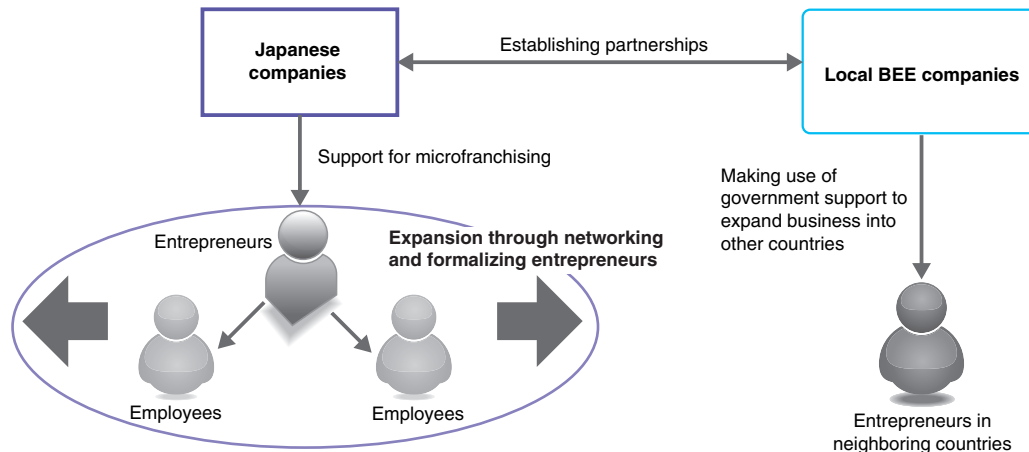 Japanese
companies
Establishing partnerships
Local BEE companies
Support for microfranchising
Making use of
government support to
expand business into
other countries
Entrepreneurs
Expansion through networking
and formalizing entrepreneurs
Employees
Employees
Entrepreneurs in
neighboring countries